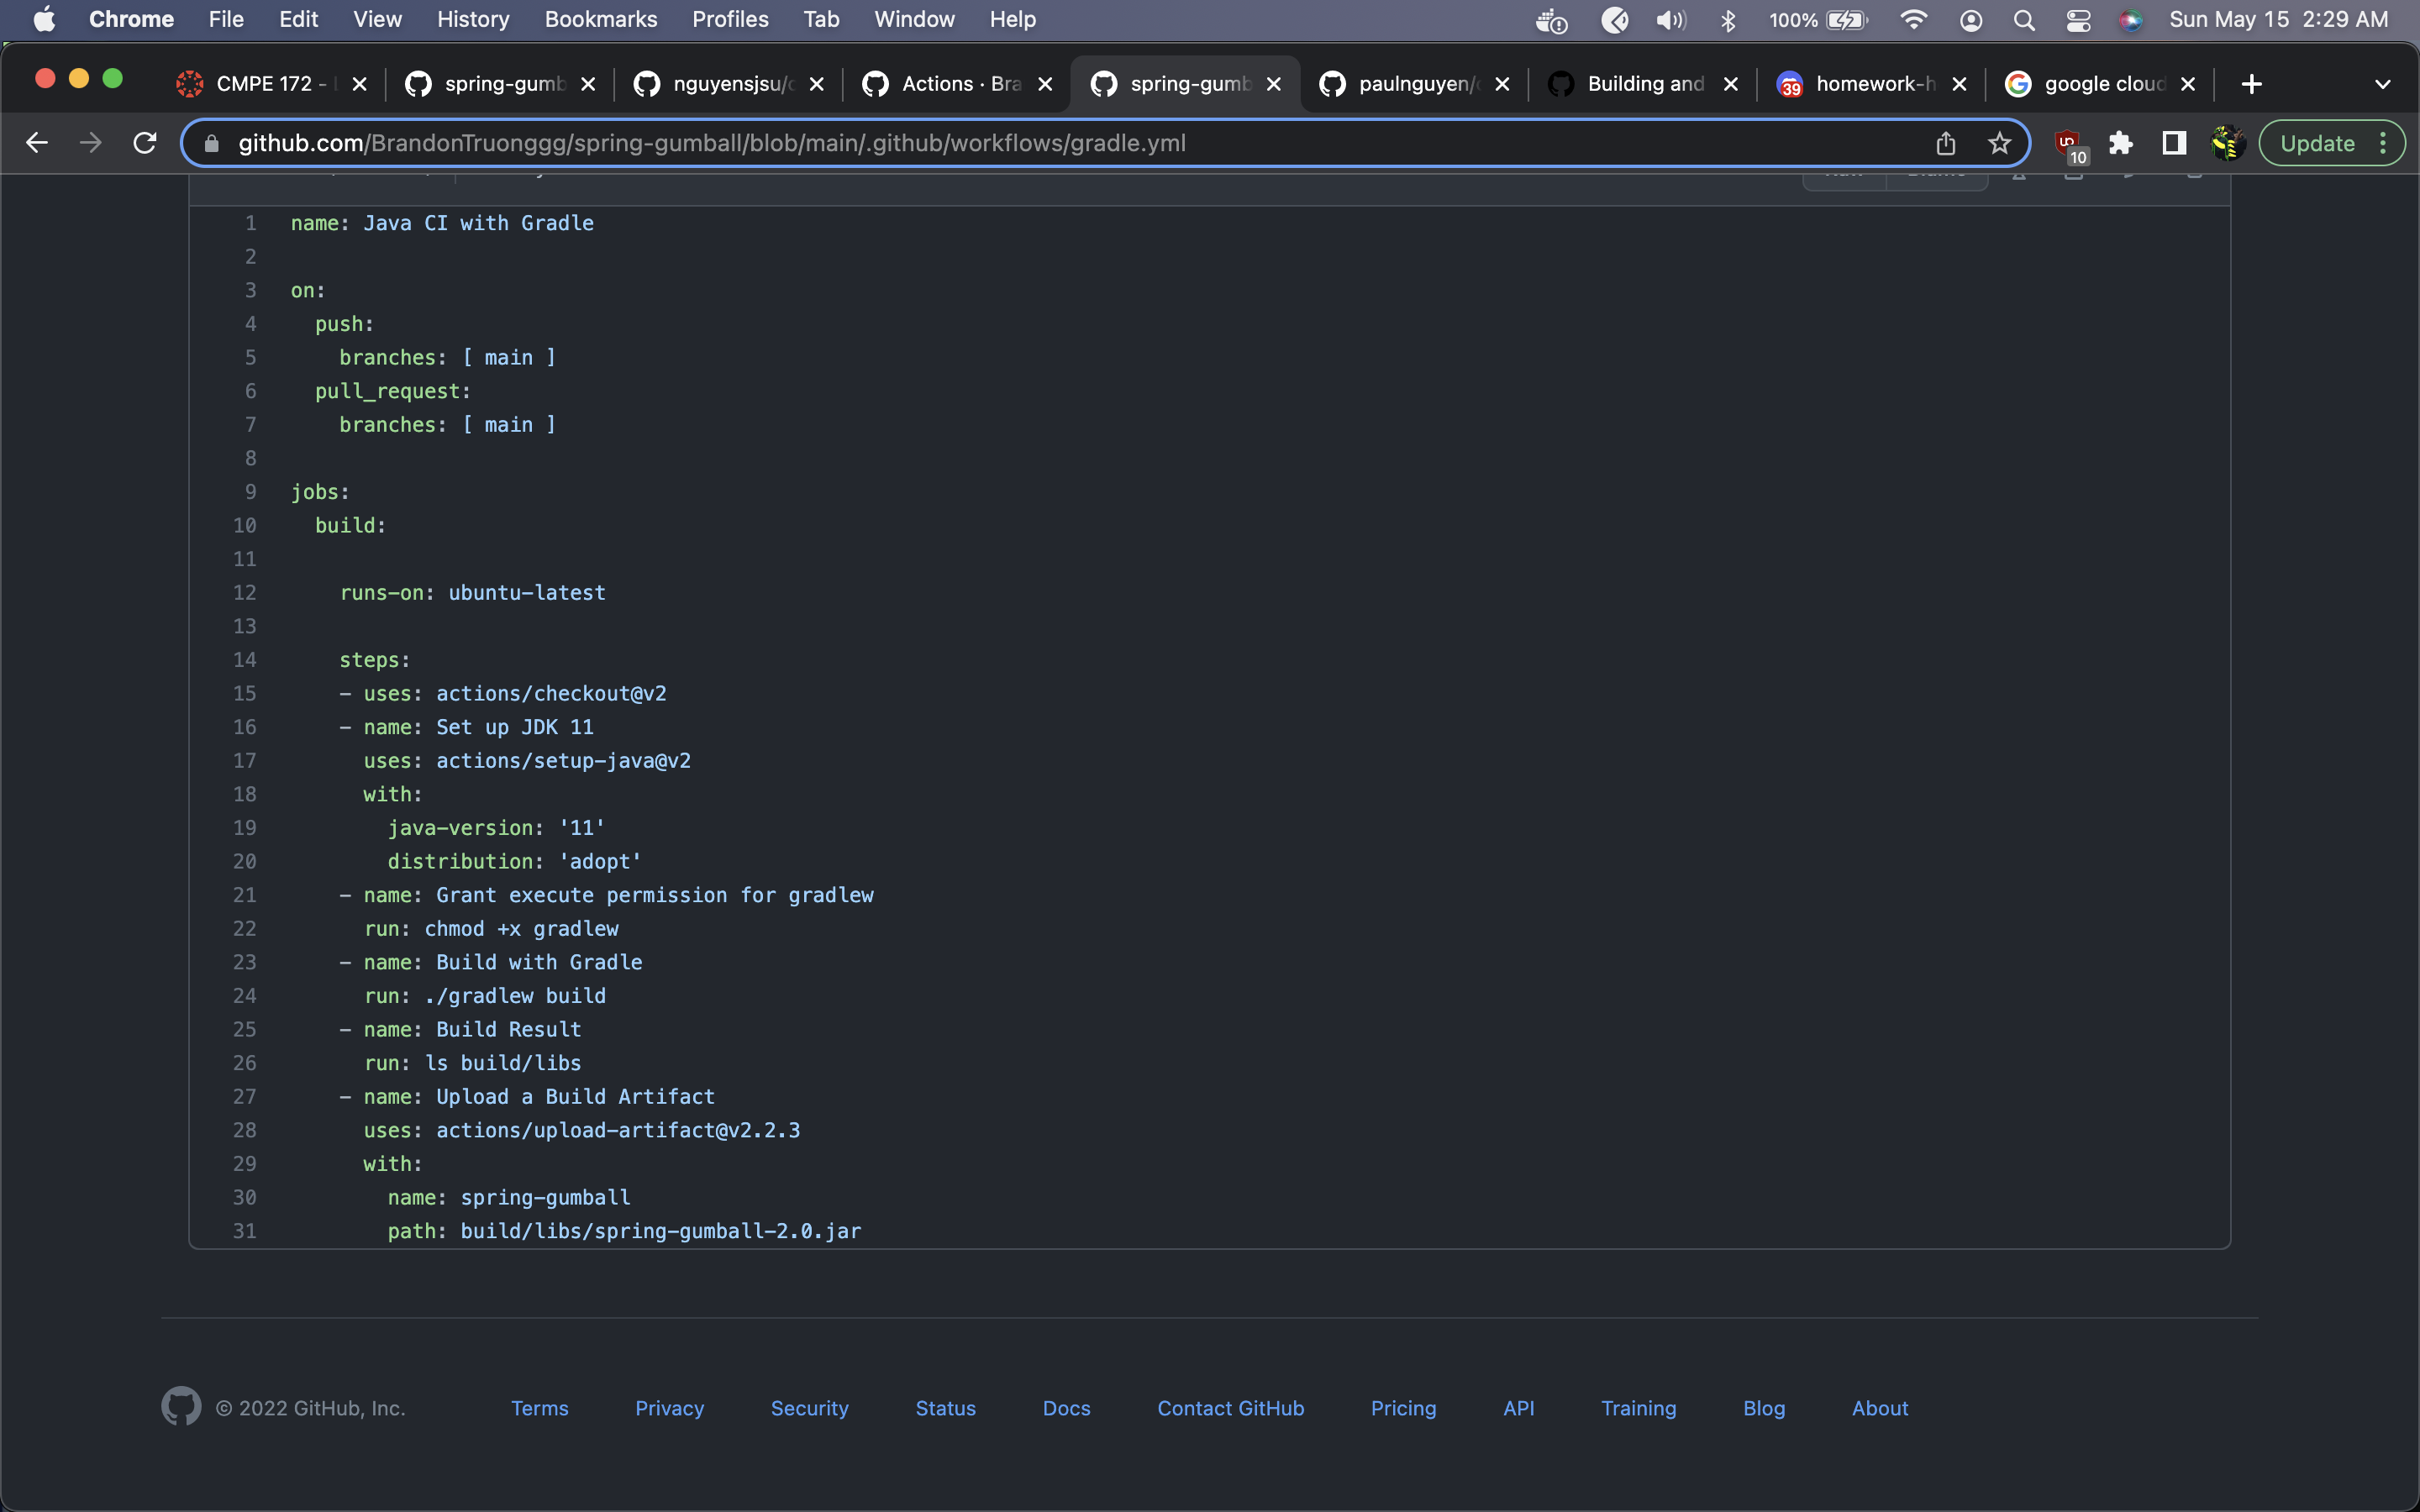 Chrome File Edit View History Bookmarks Profiles Tab Window Help 100% Sun May 15 2:29 AM
CMPE 172 - spring-gumb nguyensjsu/ Actions · Bra spring-gumb paulnguyen/ Building and 39 homework-h google cloud
github.com/BrandonTruonggg/spring-gumball/blob/main/.github/workflows/gradle.yml 10 Update
1 name: Java CI with Gradle
2
3 on:
4 push:
5 branches: [ main ]
6 pull_request:
7 branches: [ main ]
8
9 jobs:
10 build:
11
12 runs-on: ubuntu-latest
13
14 steps:
15 - uses: actions/checkout@v2
16 - name: Set up JDK 11
17 uses: actions/setup-java@v2
18 with:
19 java-version: '11'
20 distribution: 'adopt'
21 - name: Grant execute permission for gradlew
22 run: chmod +x gradlew
23 - name: Build with Gradle
24 run: ./gradlew build
25 - name: Build Result
26 run: ls build/libs
27 - name: Upload a Build Artifact
28 uses: actions/upload-artifact@v2.2.3
29 with:
30 name: spring-gumball
31 path: build/libs/spring-gumball-2.0.jar
© 2022 GitHub, Inc. Terms Privacy Security Status Docs Contact GitHub Pricing API Training Blog About